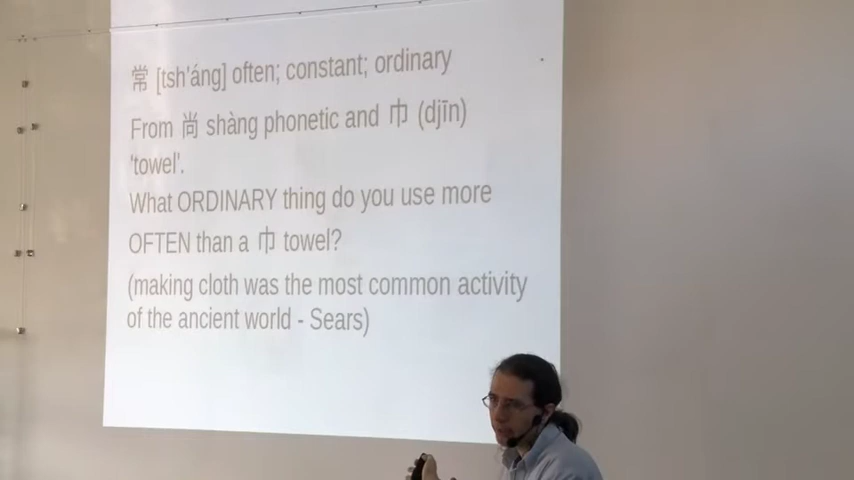 常 [tsh'áng] often; constant; ordinary
From 尚 shàng phonetic and 巾 (djīn)
'towel'.
What ORDINARY thing do you use more
OFTEN than a 巾 towel?
(making cloth was the most common activity
of the ancient world - Sears)